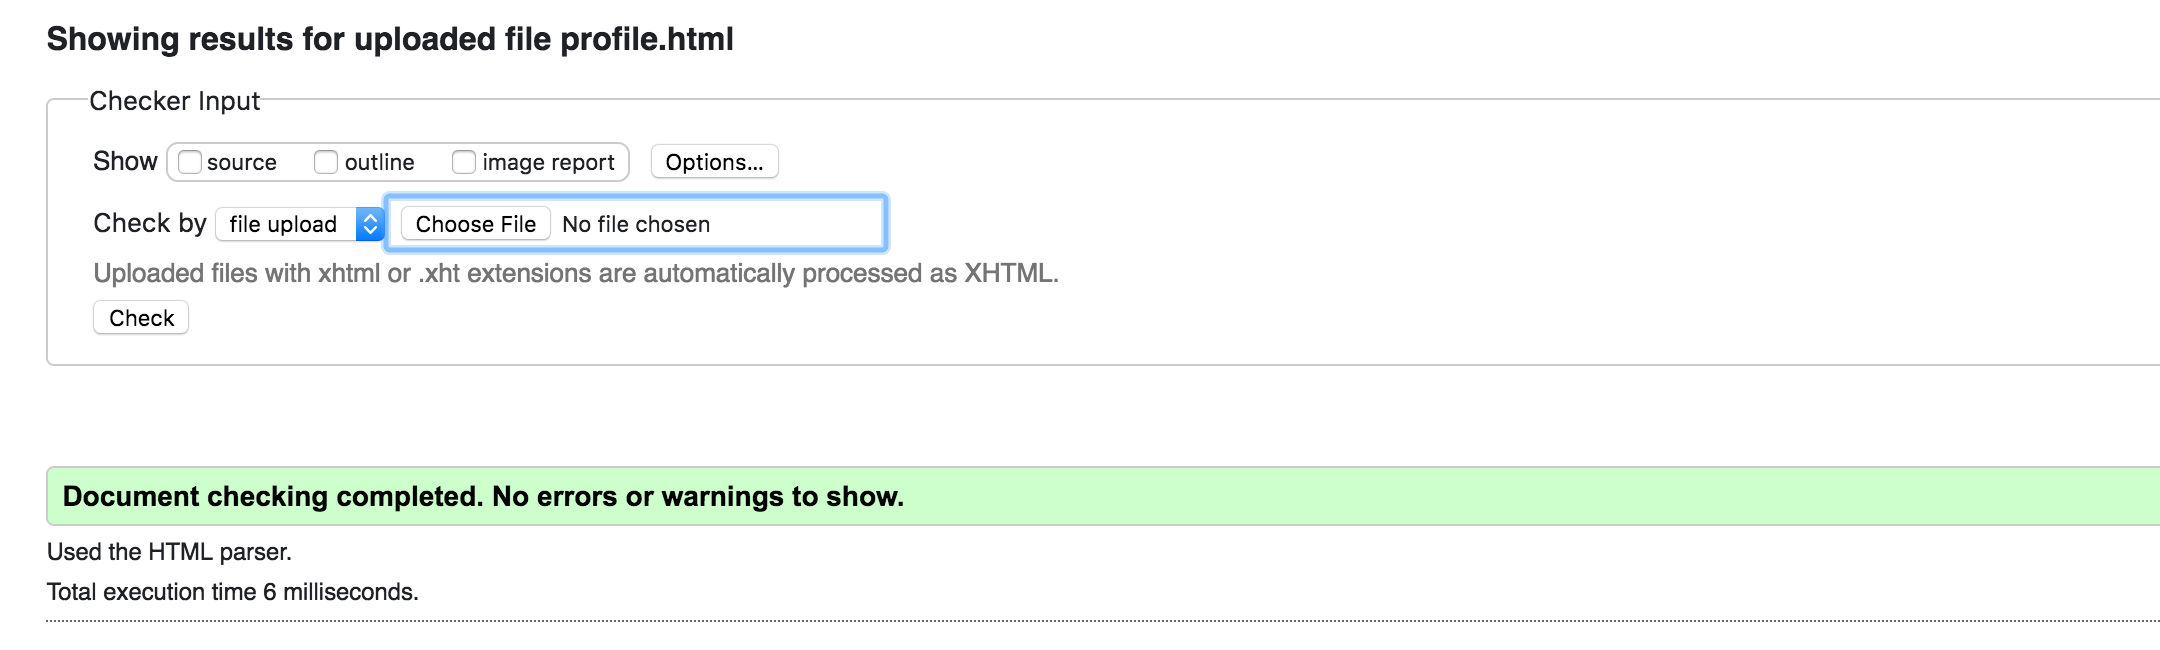 Showing results for uploaded file profile.html
Checker Input
Show source outline image report Options...
Check by file upload Choose File No file chosen
Uploaded files with xhtml or .xht extensions are automatically processed as XHTML.
Check
Document checking completed. No errors or warnings to show.
Used the HTML parser.
Total execution time 6 milliseconds.